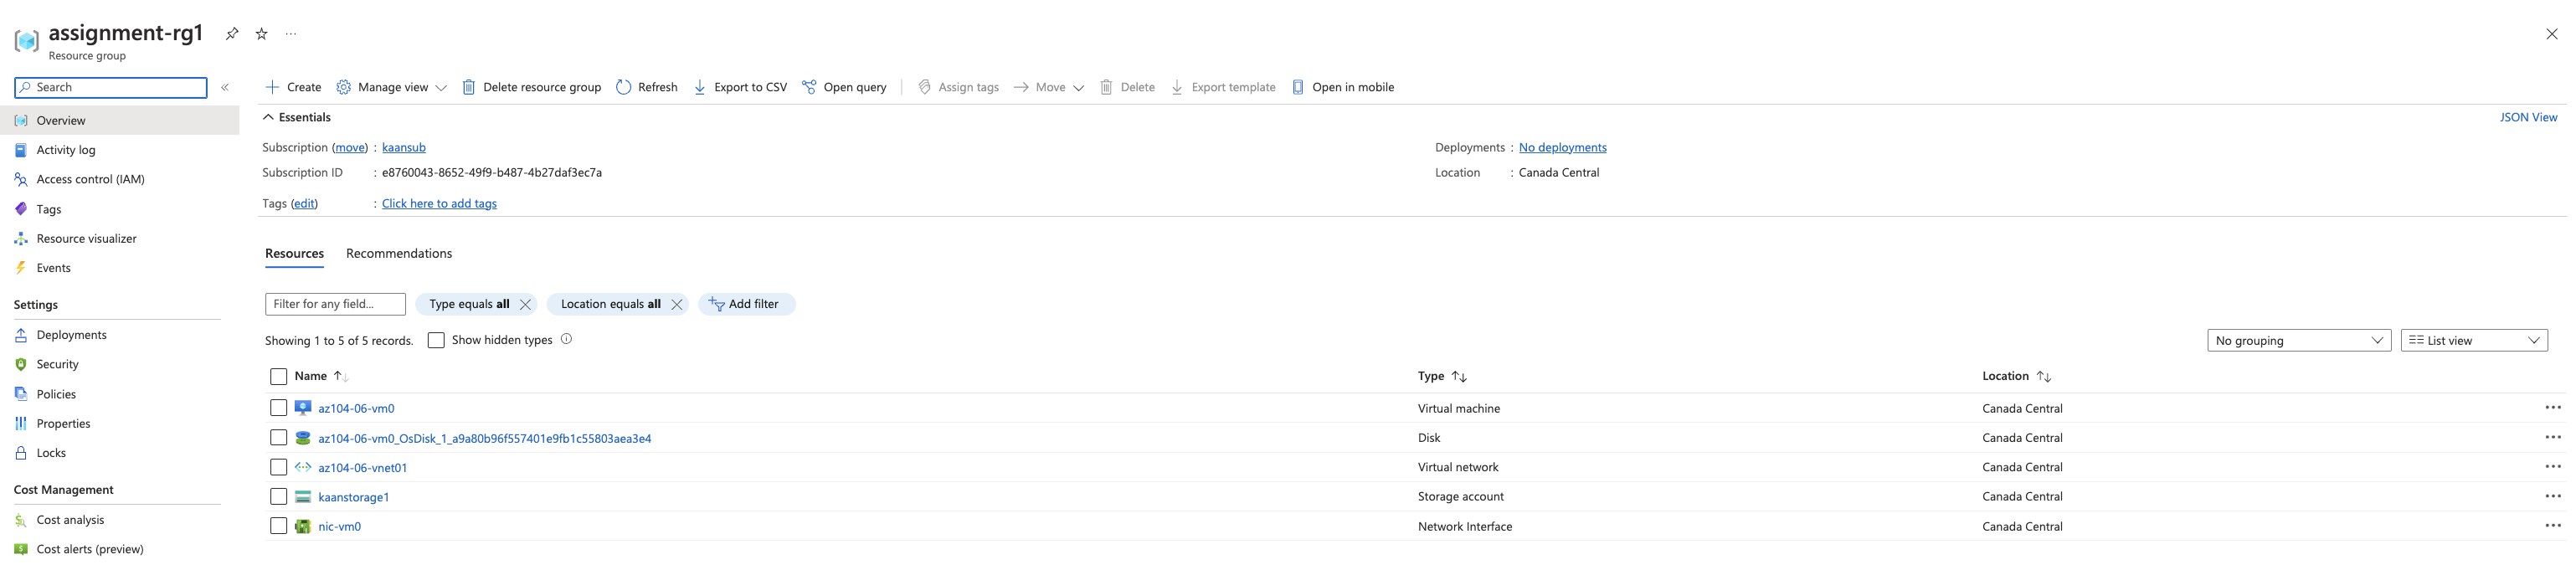 assignment-rg1
Resource group
Search
Overview
Activity log
Access control (IAM)
Tags
Resource visualizer
Events
Settings
Deployments
Security
Policies
Properties
Locks
Cost Management
Cost analysis
Cost alerts (preview)
Create Manage view Delete resource group Refresh Export to CSV Open query Assign tags Move Delete Export template Open in mobile
Essentials JSON View
Subscription (move) : kaansub Deployments : No deployments
Subscription ID : e8760043-8652-49f9-b487-4b27daf3ec7a Location : Canada Central
Tags (edit) : Click here to add tags
Resources Recommendations
Filter for any field... Type equals all Location equals all Add filter
Showing 1 to 5 of 5 records. Show hidden types No grouping List view
Name Type Location
az104-06-vm0 Virtual machine Canada Central
az104-06-vm0_OsDisk_1_a9a80b96f557401e9fb1c55803aea3e4 Disk Canada Central
az104-06-vnet01 Virtual network Canada Central
kaanstorage1 Storage account Canada Central
nic-vm0 Network Interface Canada Central